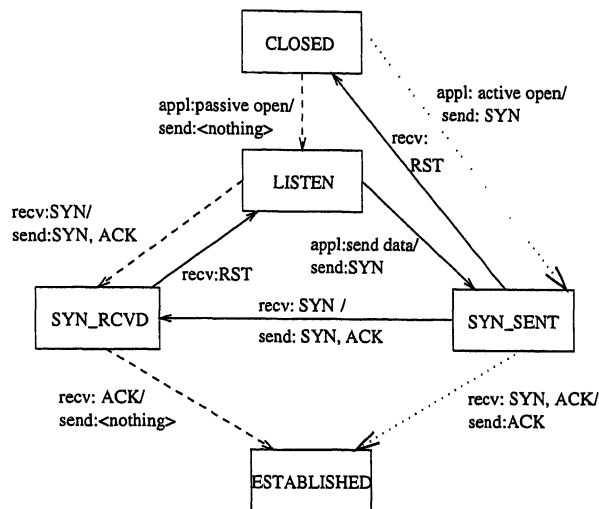 CLOSED
appl: active open/
send: SYN
appl:passive open/
send:<nothing>
recv:
RST
LISTEN
recv:SYN/
send:SYN, ACK
appl:send data/
send:SYN
recv:RST
recv: SYN /
send: SYN, ACK
SYN_RCVD
SYN_SENT
recv: ACK/
send:<nothing>
recv: SYN, ACK/
send:ACK
ESTABLISHED